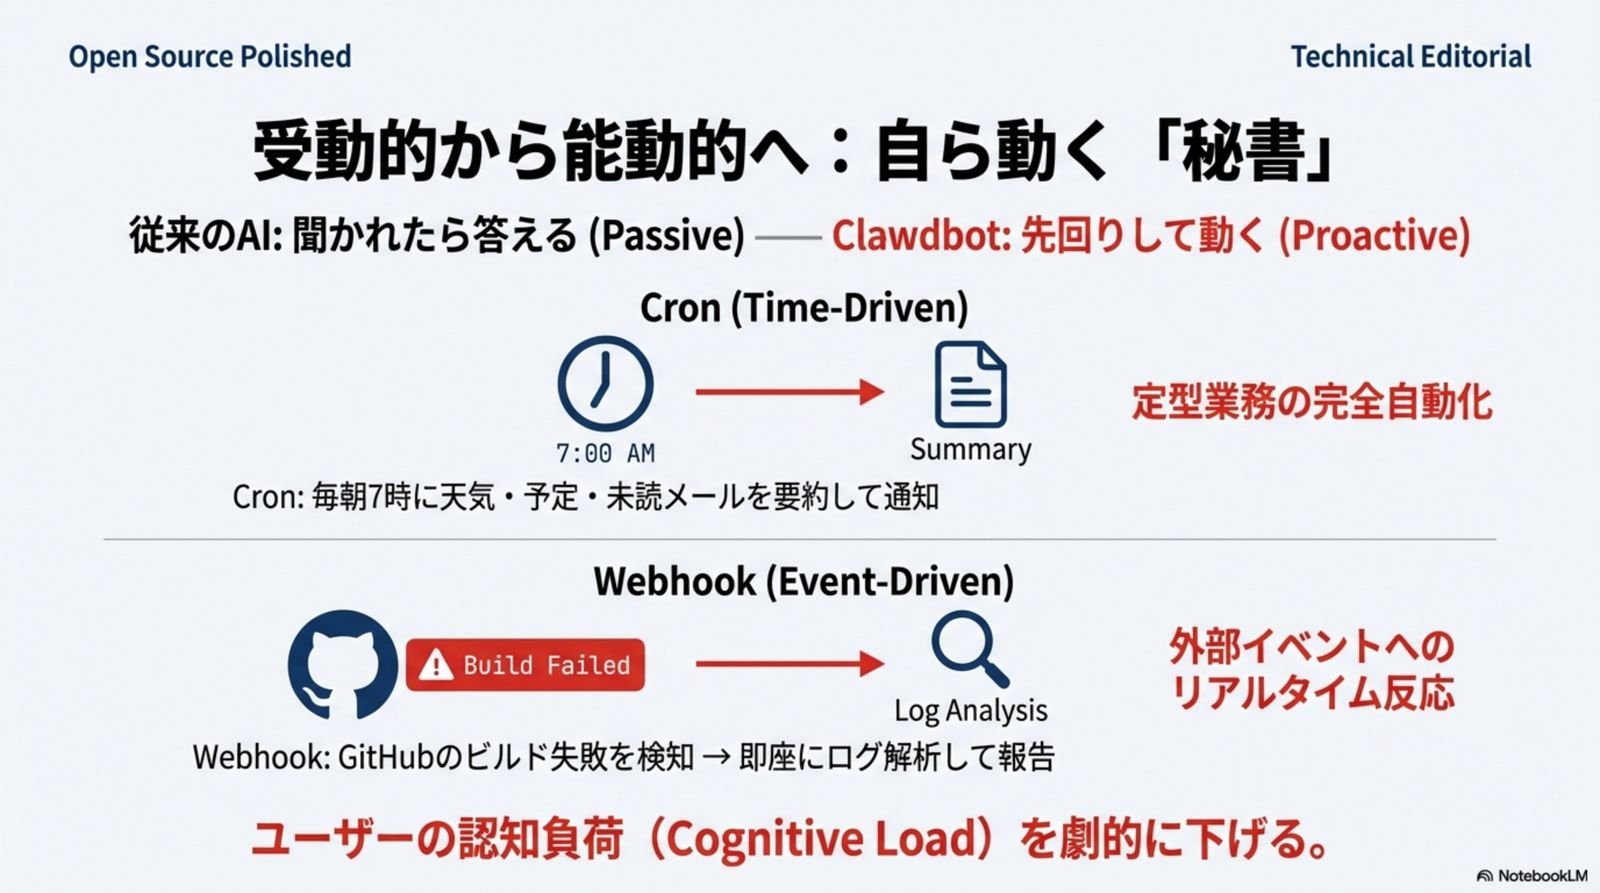 Open Source Polished
Technical Editorial
受動的から能動的へ：自ら動く「秘書」
従来のAI: 聞かれたら答える (Passive) —— Clawdbot: 先回りして動く (Proactive)
Cron (Time-Driven)
7:00 AM
Summary
定型業務の完全自動化
Cron: 毎朝7時に天気・予定・未読メールを要約して通知
Webhook (Event-Driven)
Build Failed
Log Analysis
外部イベントへの
リアルタイム反応
Webhook: GitHubのビルド失敗を検知 → 即座にログ解析して報告
ユーザーの認知負荷（Cognitive Load）を劇的に下げる。
NotebookLM